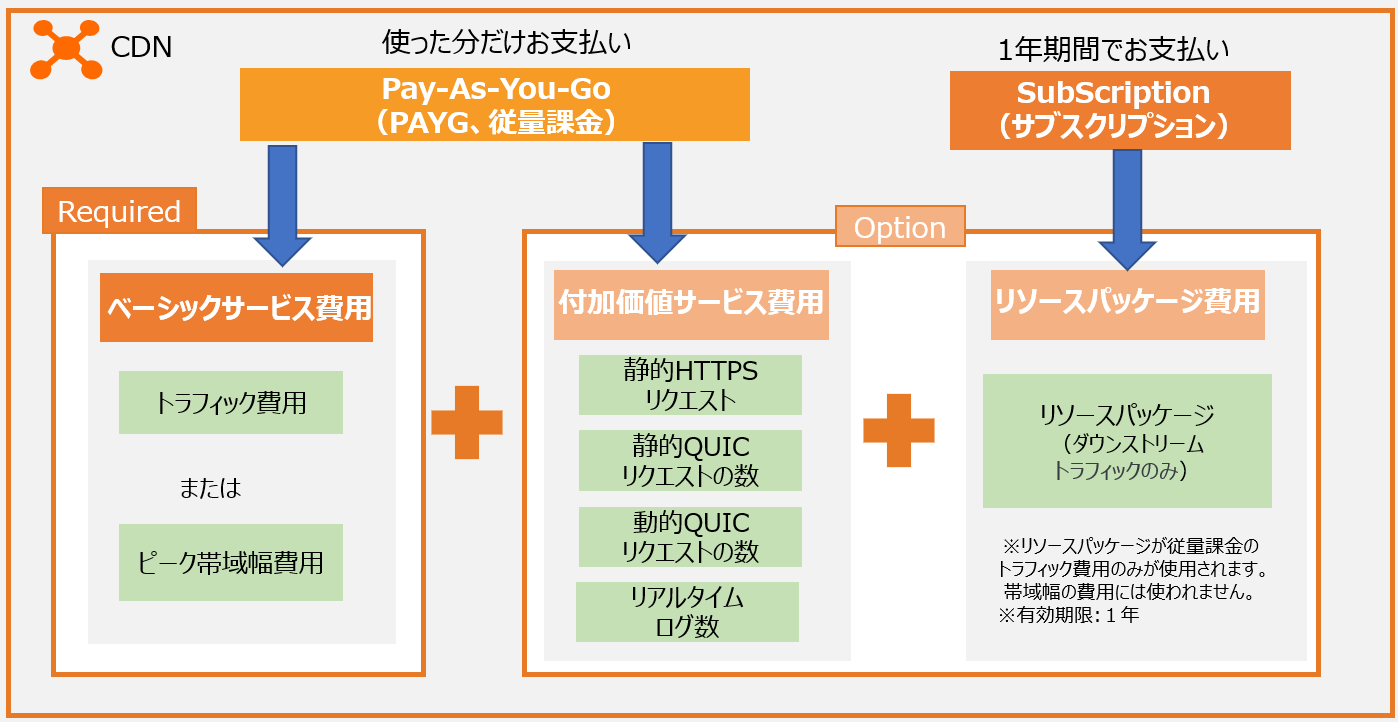 CDN
使った分だけお支払い
Pay-As-You-Go
（PAYG、従量課金）
1年期間でお支払い
SubScription
（サブスクリプション）
Required
ベーシックサービス費用
トラフィック費用
または
ピーク帯域幅費用
Option
付加価値サービス費用
静的HTTPS
リクエスト
静的QUIC
リクエストの数
動的QUIC
リクエストの数
リアルタイム
ログ数
リソースパッケージ費用
リソースパッケージ
（ダウンストリーム
トラフィックのみ）
※リソースパッケージが従量課金の
トラフィック費用のみが使用されます。
帯域幅の費用には使われません。
※有効期限：１年